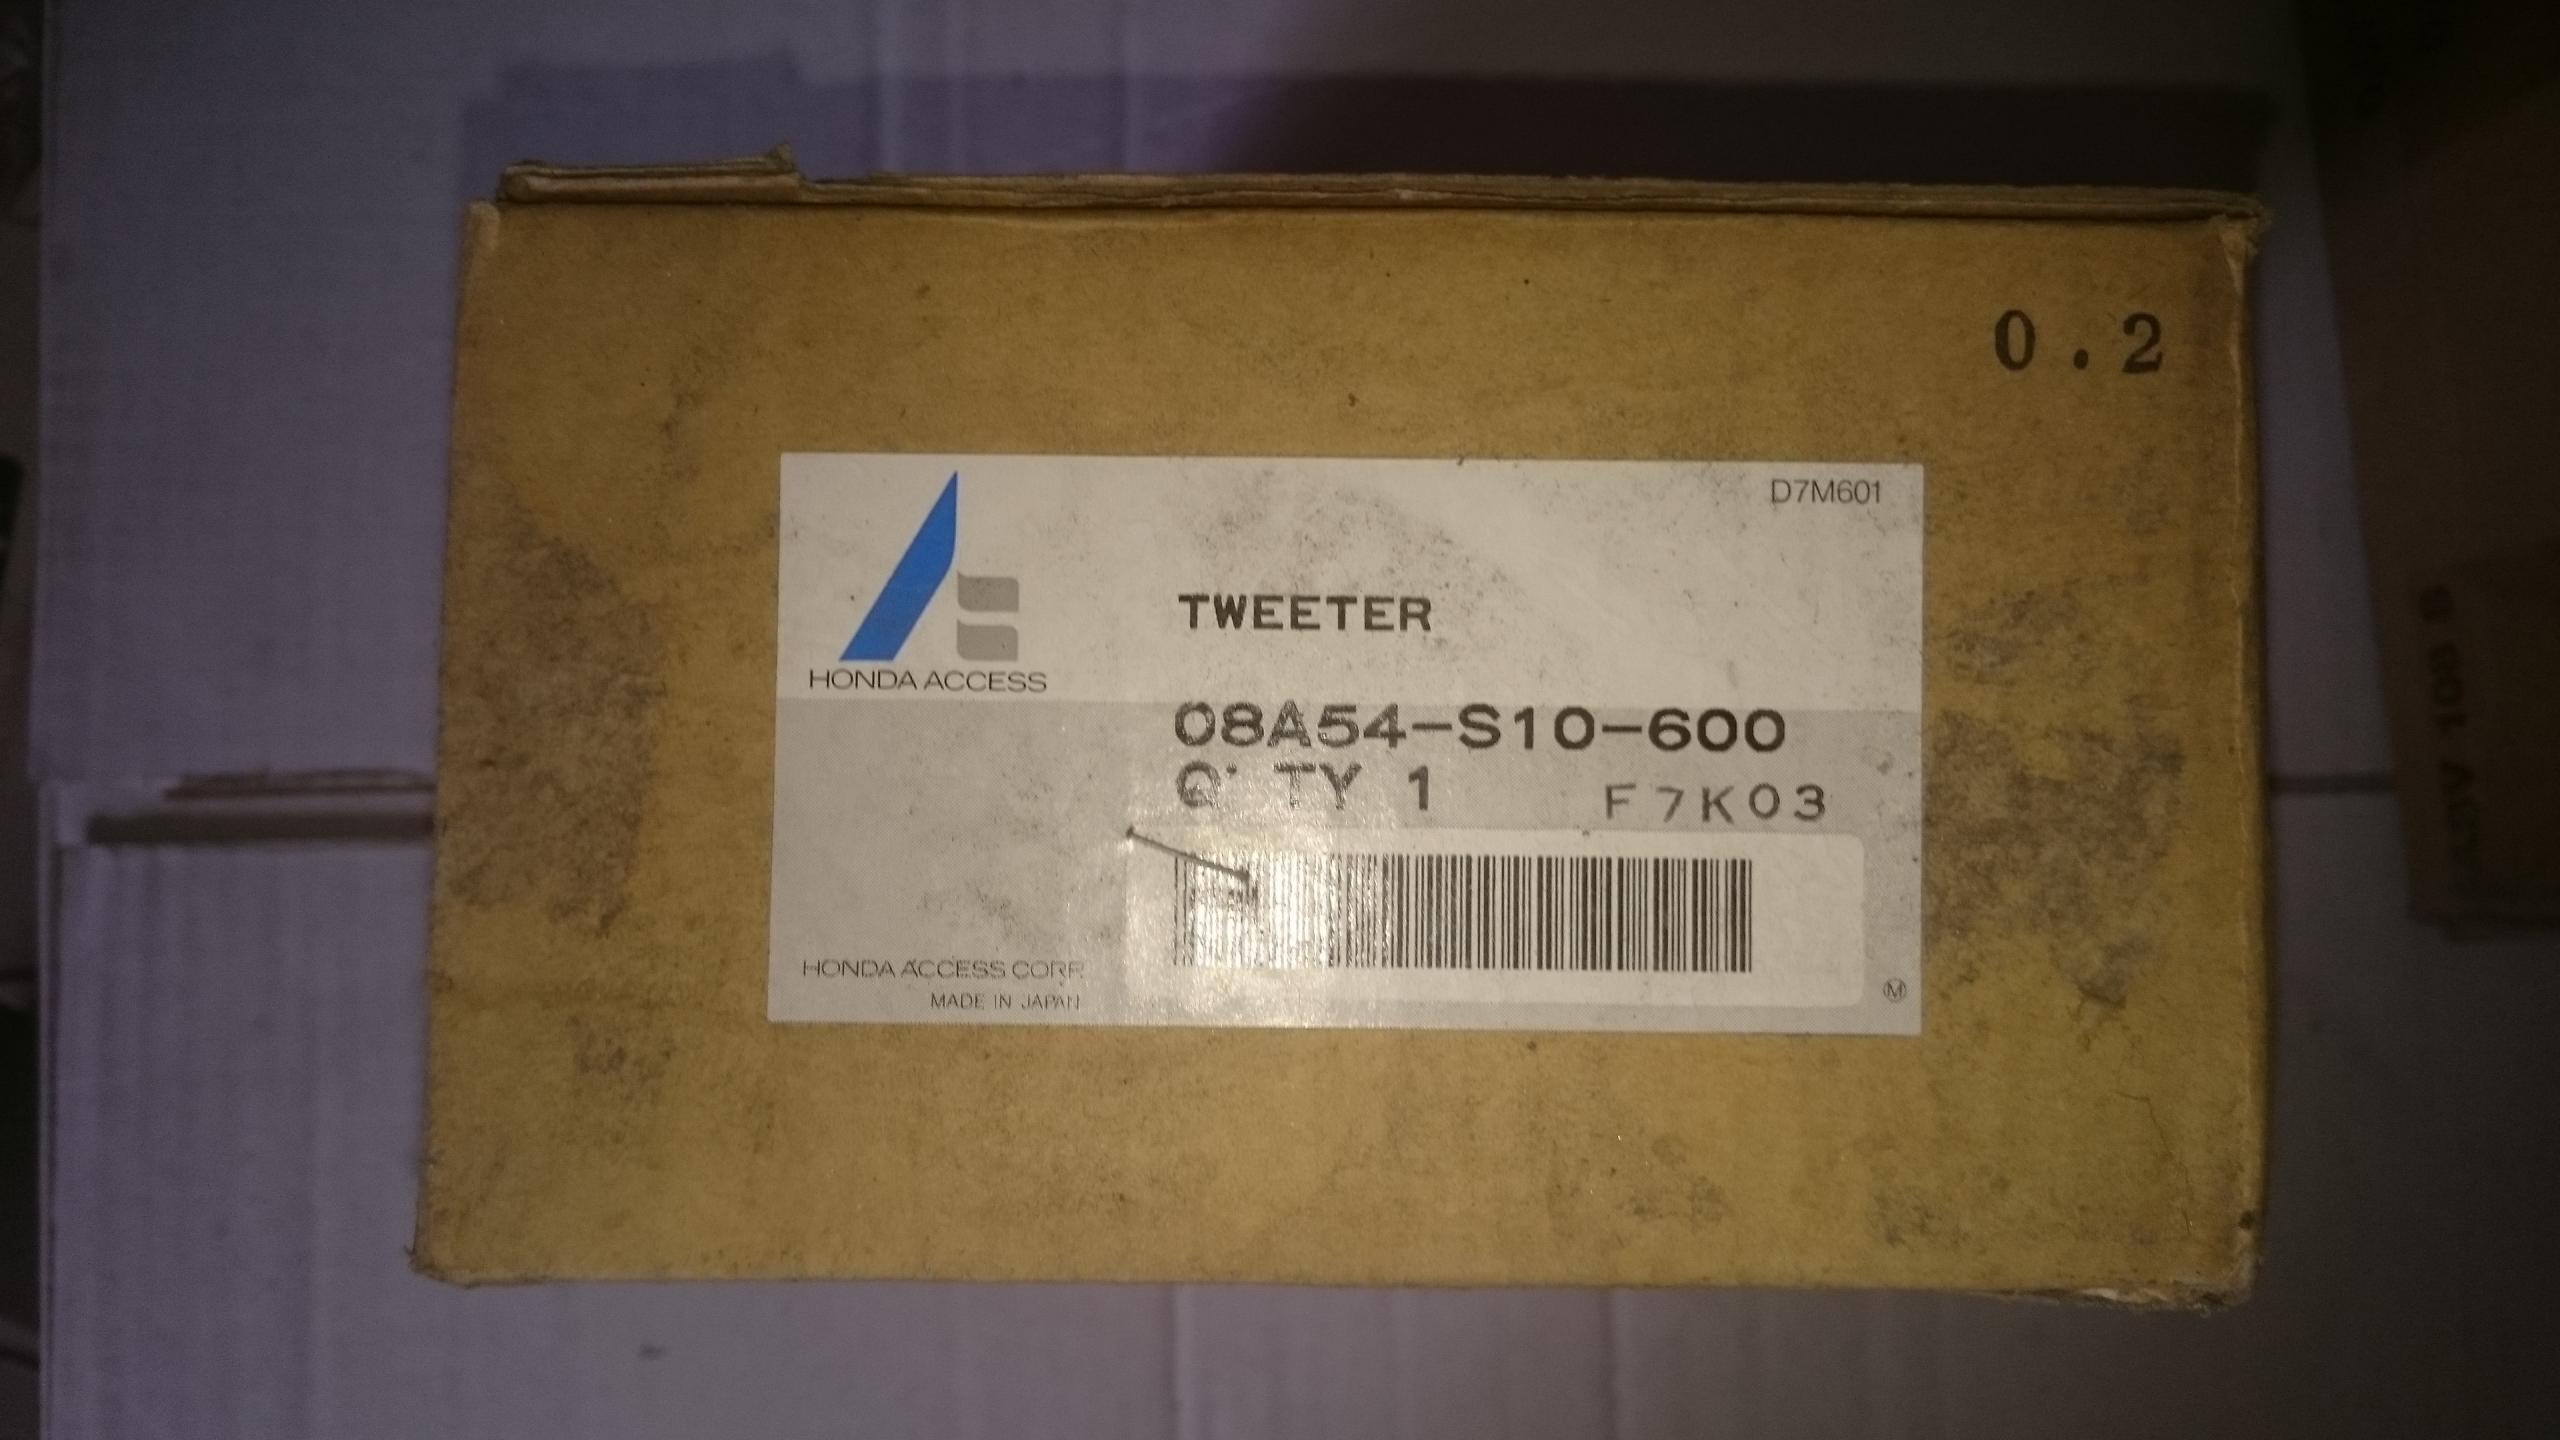 0.2
D7M601
HONDA ACCESS
TWEETER
08A54-S10-600
Q'TY 1 F7K03
HONDA ACCESS CORP.
MADE IN JAPAN
M